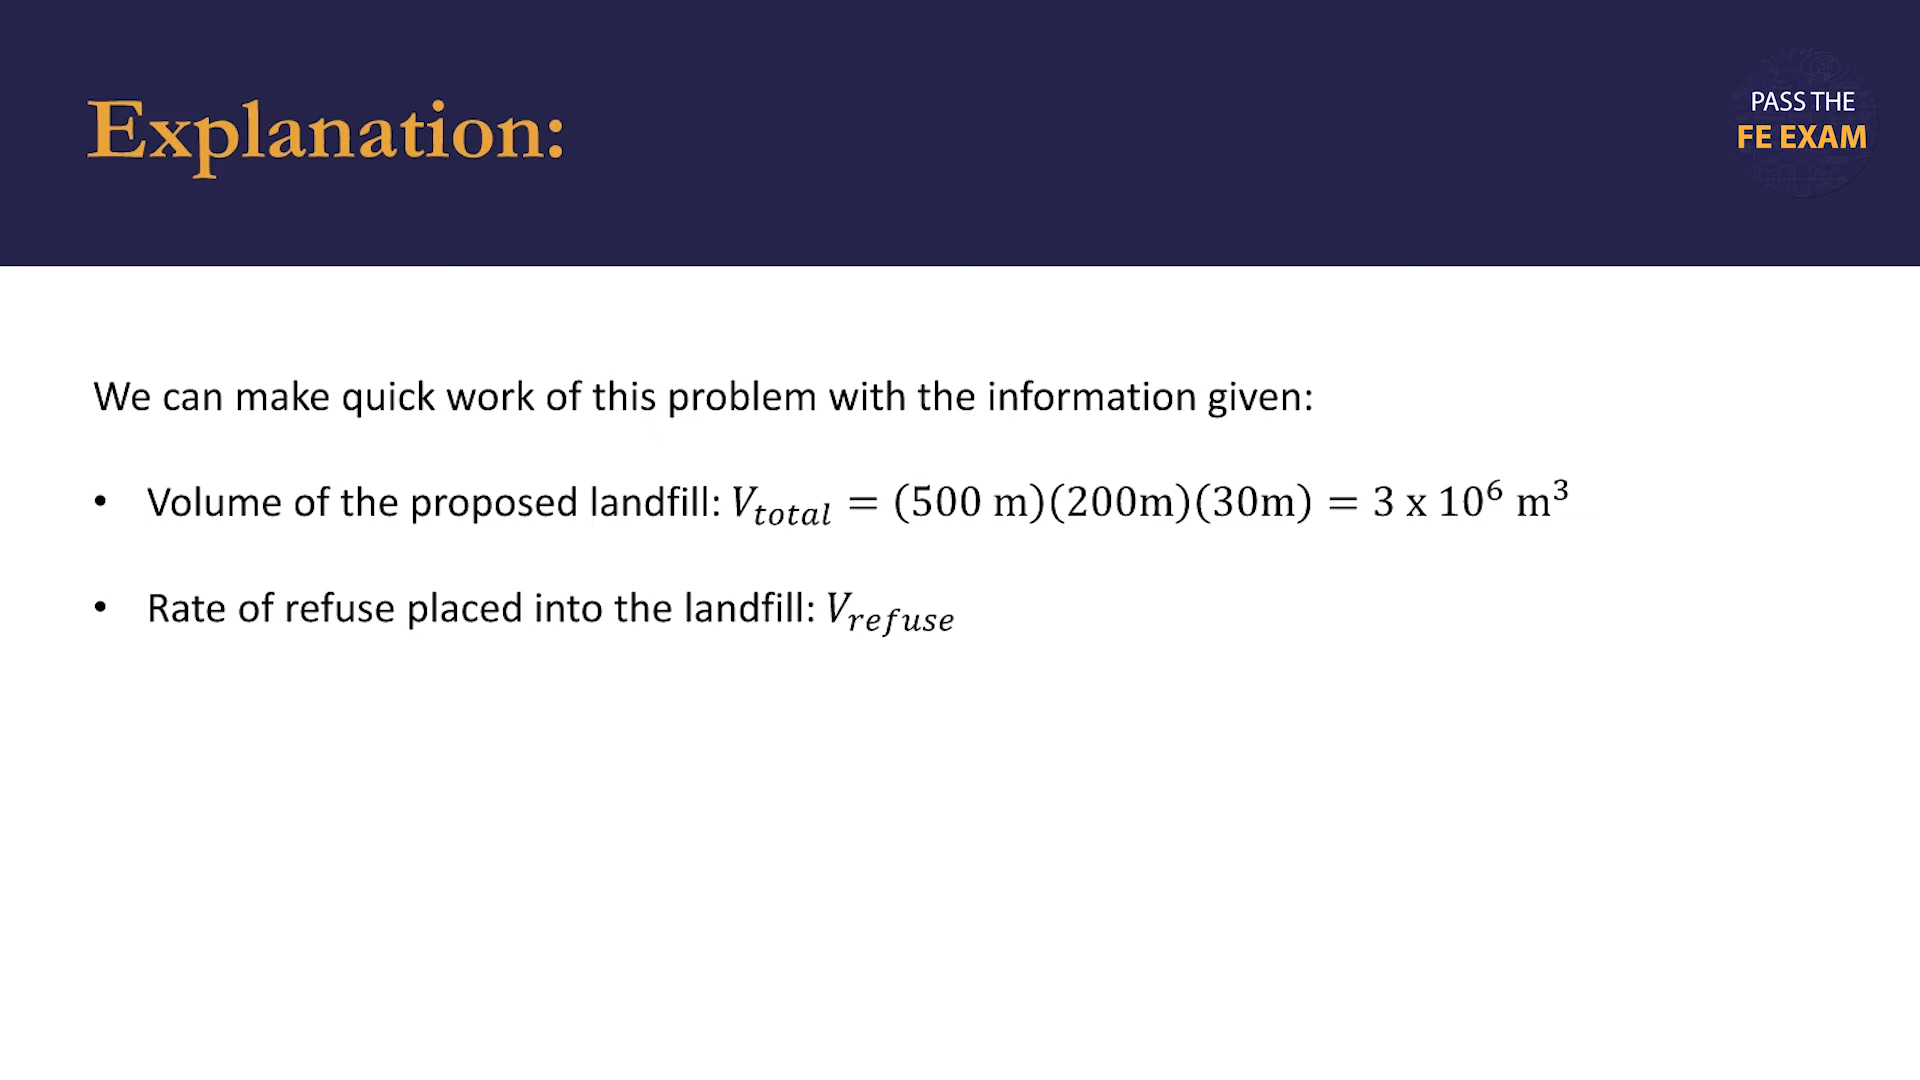 Explanation:
PASS THE
FE EXAM
We can make quick work of this problem with the information given:
• Volume of the proposed landfill: V_total = (500 m)(200m)(30m) = 3 x 10⁶ m³
• Rate of refuse placed into the landfill: V_refuse